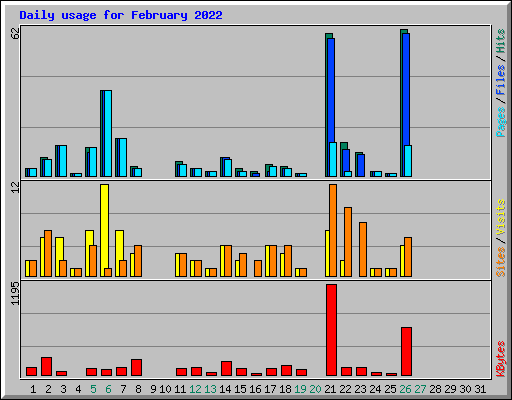 Daily usage for February 2022
62
Pages / Files / Hits
12
Sites / Visits
1195
KBytes
1 2 3 4 5 6 7 8 9 10 11 12 13 14 15 16 17 18 19 20 21 22 23 24 25 26 27 28 29 30 31